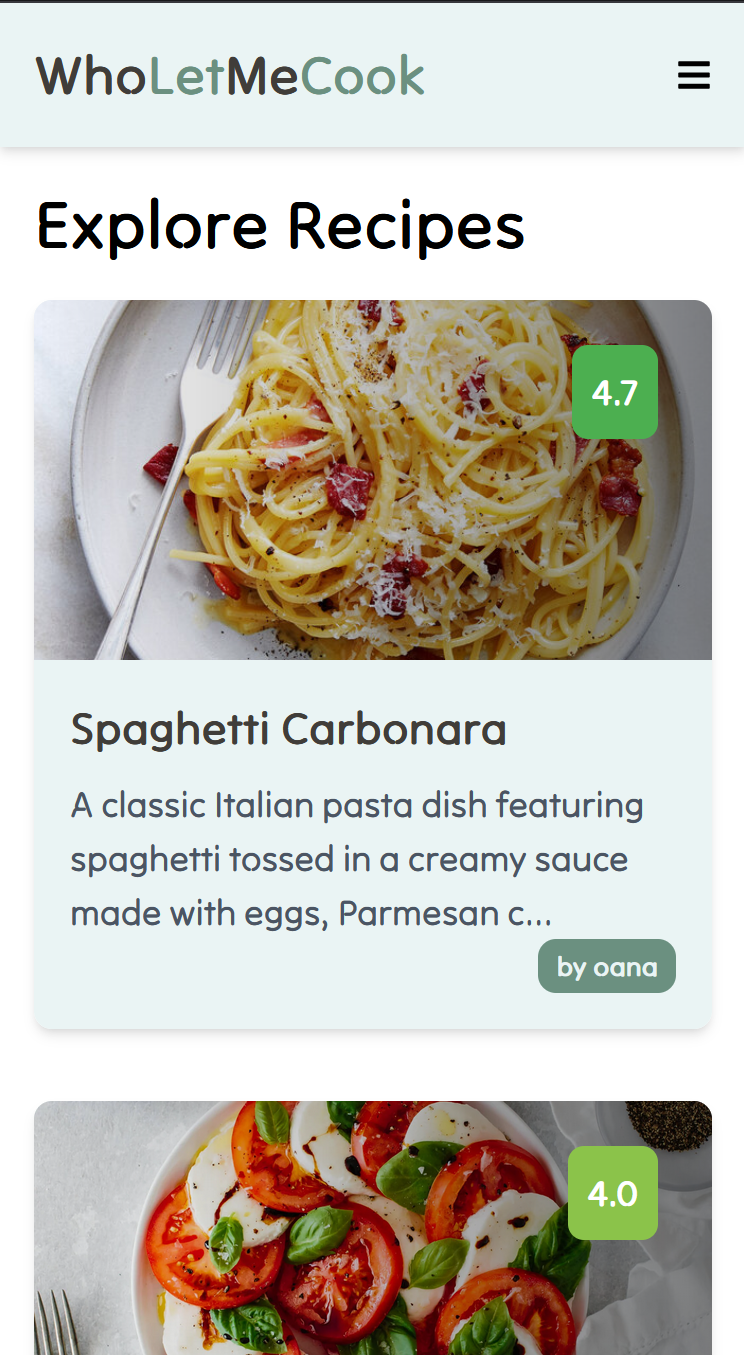 WhoLetMeCook
Explore Recipes
4.7
Spaghetti Carbonara
A classic Italian pasta dish featuring
spaghetti tossed in a creamy sauce
made with eggs, Parmesan c...
by oana
4.0